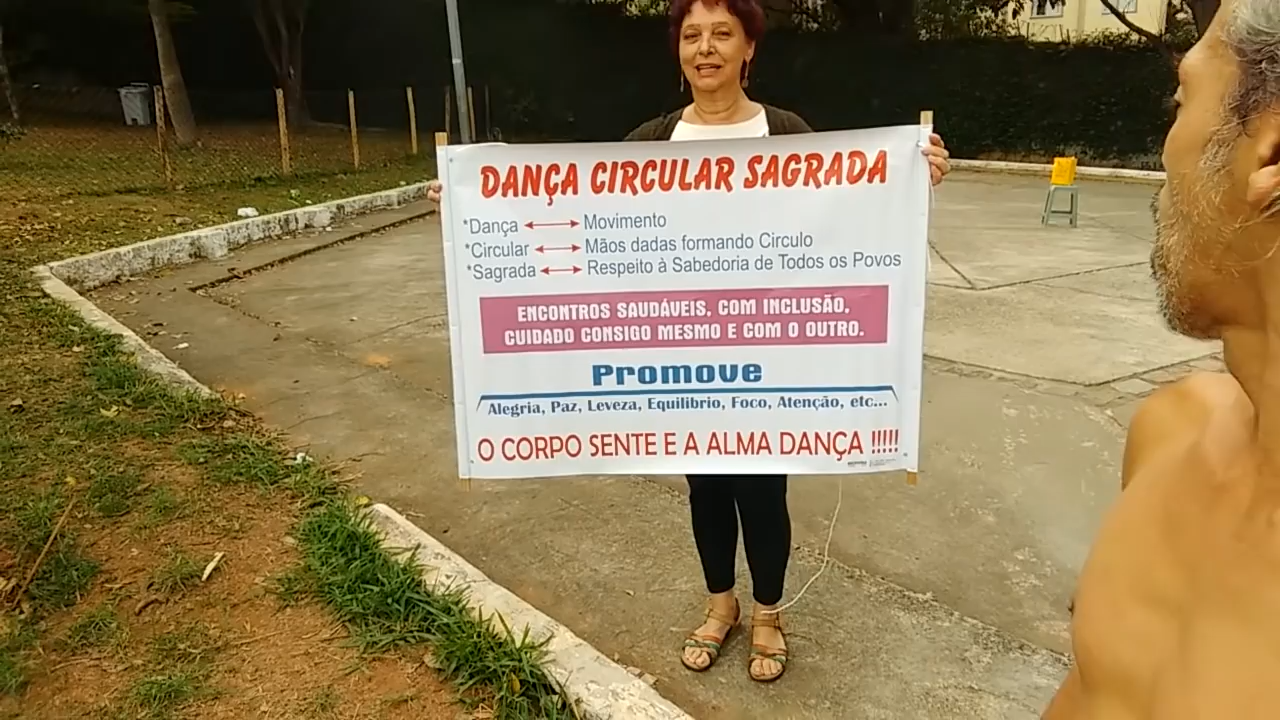 DANÇA CIRCULAR SAGRADA
*Dança ↔ Movimento
*Circular ↔ Mãos dadas formando Circulo
*Sagrada ↔ Respeito à Sabedoria de Todos os Povos
ENCONTROS SAUDÁVEIS, COM INCLUSÃO,
CUIDADO CONSIGO MESMO E COM O OUTRO.
Promove
Alegria, Paz, Leveza, Equilibrio, Foco, Atenção, etc...
O CORPO SENTE E A ALMA DANÇA !!!!!